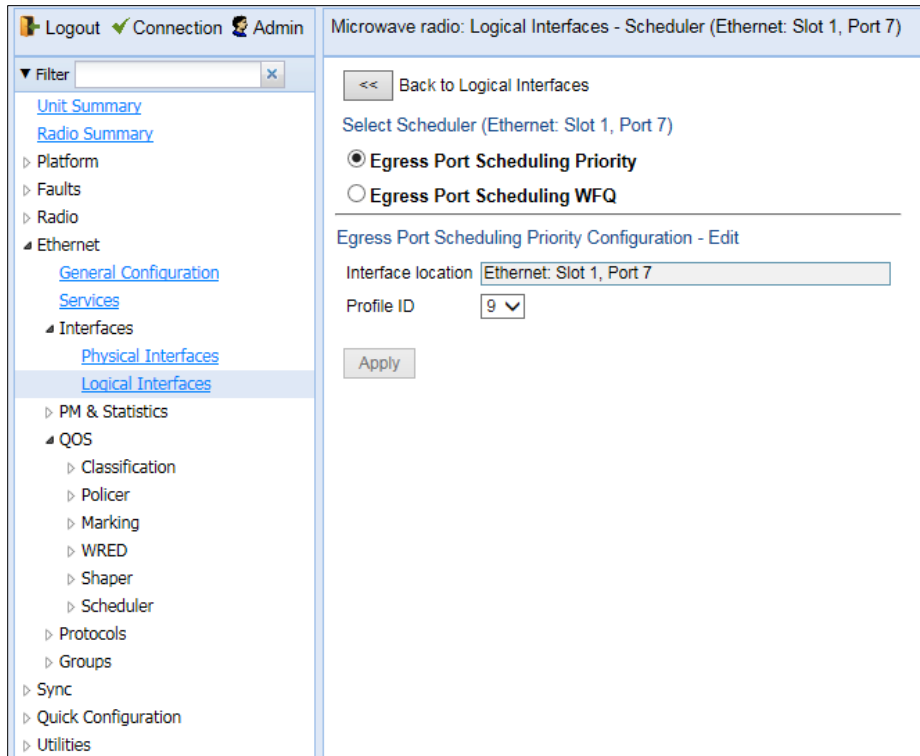 Logout Connection Admin
Filter
Unit Summary
Radio Summary
Platform
Faults
Radio
Ethernet
General Configuration
Services
Interfaces
Physical Interfaces
Logical Interfaces
PM & Statistics
QOS
Classification
Policer
Marking
WRED
Shaper
Scheduler
Protocols
Groups
Sync
Quick Configuration
Utilities
Microwave radio: Logical Interfaces - Scheduler (Ethernet: Slot 1, Port 7)
<< Back to Logical Interfaces
Select Scheduler (Ethernet: Slot 1, Port 7)
Egress Port Scheduling Priority
Egress Port Scheduling WFQ
Egress Port Scheduling Priority Configuration - Edit
Interface location Ethernet: Slot 1, Port 7
Profile ID 9
Apply